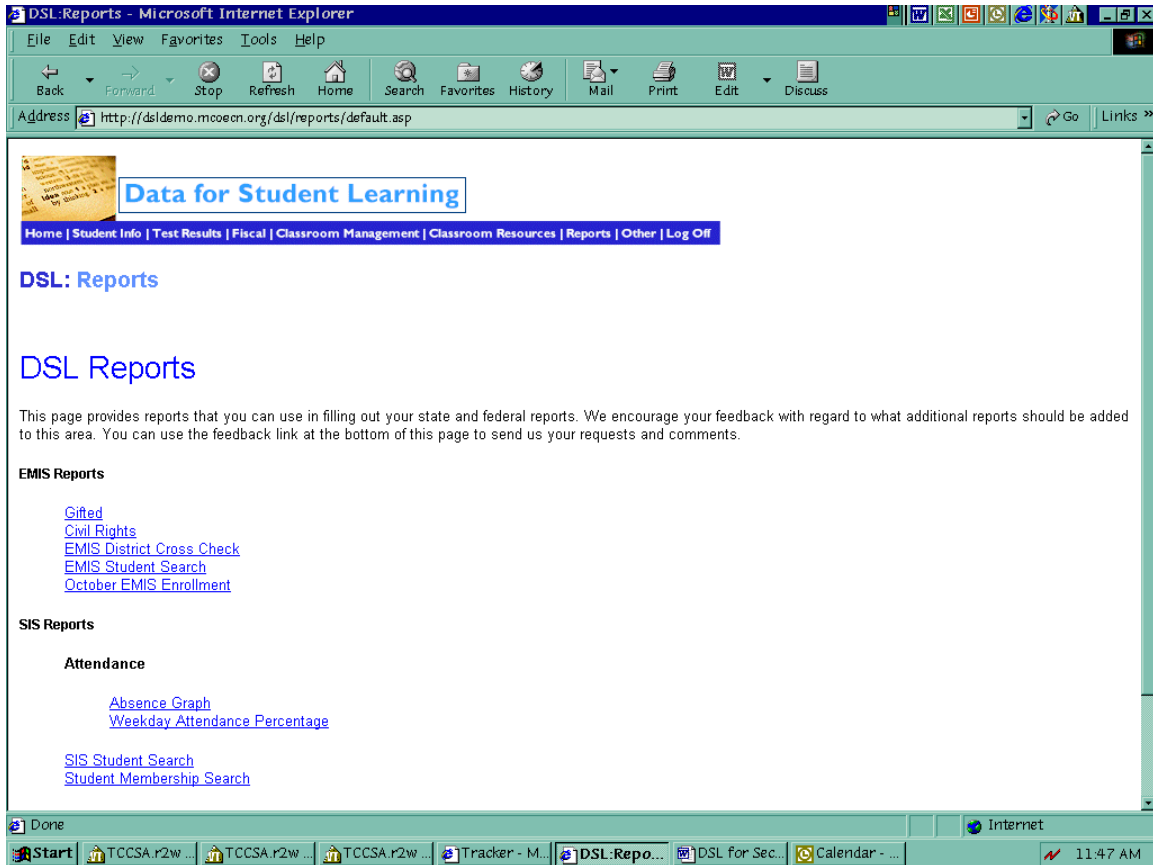 DSL:Reports - Microsoft Internet Explorer
File Edit View Favorites Tools Help
Back Forward Stop Refresh Home Search Favorites History Mail Print Edit Discuss
Address http://dsldemo.mcoecn.org/dsl/reports/default.asp Go Links »
Data for Student Learning
Home | Student Info | Test Results | Fiscal | Classroom Management | Classroom Resources | Reports | Other | Log Off
DSL: Reports
DSL Reports
This page provides reports that you can use in filling out your state and federal reports. We encourage your feedback with regard to what additional reports should be added
to this area. You can use the feedback link at the bottom of this page to send us your requests and comments.
EMIS Reports
Gifted
Civil Rights
EMIS District Cross Check
EMIS Student Search
October EMIS Enrollment
SIS Reports
Attendance
Absence Graph
Weekday Attendance Percentage
SIS Student Search
Student Membership Search
Done Internet
Start TCCSA.r2w ... TCCSA.r2w ... TCCSA.r2w ... Tracker - M... DSL:Repo... DSL for Sec... Calendar - ... 11:47 AM